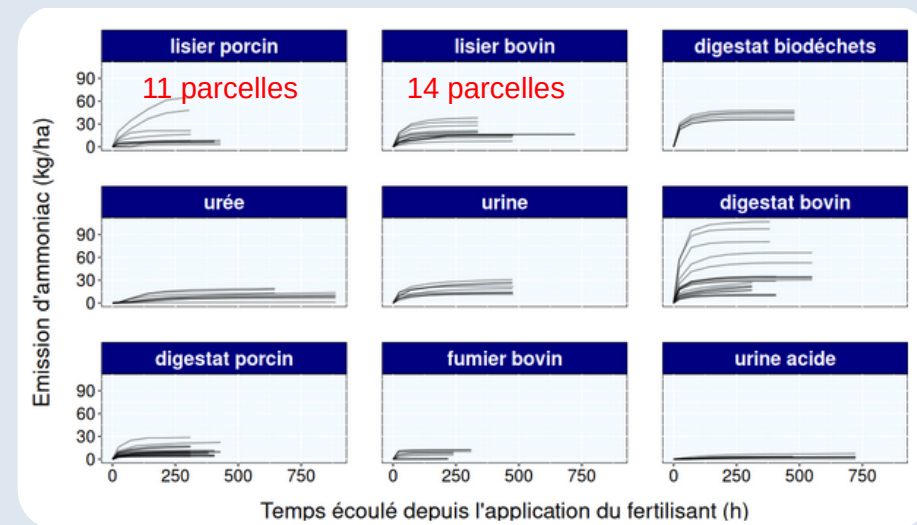 lisier porcin
lisier bovin
digestat biodéchets
11 parcelles
14 parcelles
90
60
30
0
urée
urine
digestat bovin
90
60
30
0
digestat porcin
fumier bovin
urine acide
90
60
30
0
0 250 500 750
0 250 500 750
0 250 500 750
Emission d'ammoniac (kg/ha)
Temps écoulé depuis l'application du fertilisant (h)